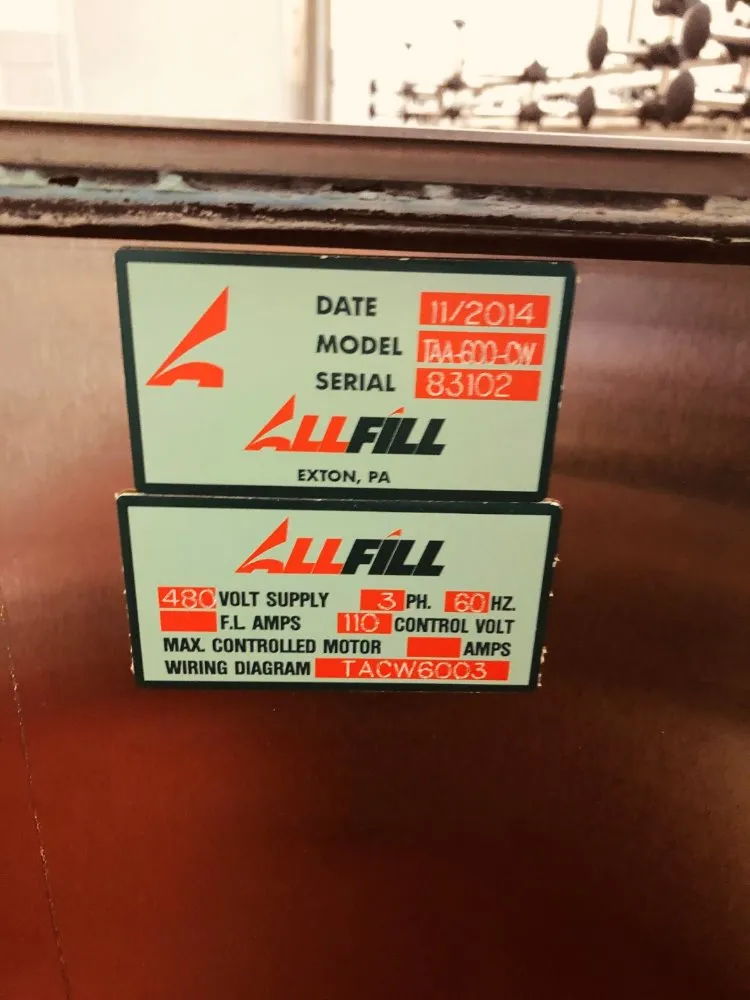 DATE 11/2014
MODEL TAA-600-CW
SERIAL 83102
ALLFILL
EXTON, PA
ALLFILL
480 VOLT SUPPLY 3 PH. 60 HZ.
F.L. AMPS 110 CONTROL VOLT
MAX. CONTROLLED MOTOR AMPS
WIRING DIAGRAM TACW6003